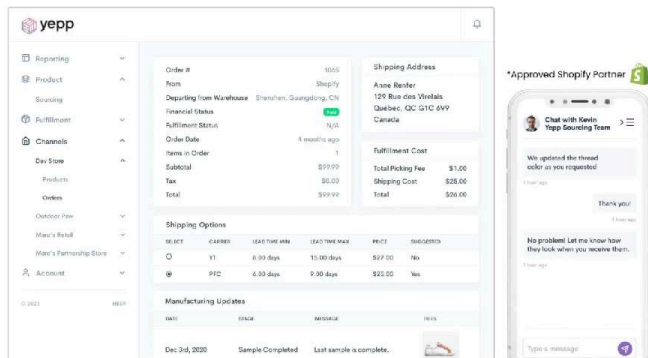 yepp
Reporting
Product
Sourcing
Fulfillment
Channels
Dev Store
Products
Orders
Outdoor Paw
Marc's Retail
Marc's Partnership Store
Account
© 2021 HELP
Order # 1065
From Shopify
Departing from Warehouse Shenzhen, Guangdong, CN
Financial Status Paid
Fulfillment Status N/A
Order Date 4 months ago
Items in Order 1
Subtotal $99.99
Tax $0.00
Total $99.99
Shipping Address
Anne Renfer
129 Rue des Virelais
Quebec, QC G1C 6V9
Canada
Fulfillment Cost
Total Picking Fee $1.00
Shipping Cost $25.00
Total $26.00
Shipping Options
SELECT CARRIER LEAD TIME MIN LEAD TIME MAX PRICE SUGGESTED
YT 8.00 days 15.00 days $27.00 No
PFC 6.00 days 9.00 days $25.00 Yes
Manufacturing Updates
DATE STAGE MESSAGE FILES
Dec 3rd, 2020 Sample Completed Last sample is complete.
*Approved Shopify Partner
Chat with Kevin
Yepp Sourcing Team
We updated the thread
color as you requested
1 hour ago
Thank you!
1 hour ago
No problem! Let me know how
they look when you receive them.
1 hour ago
Type a message